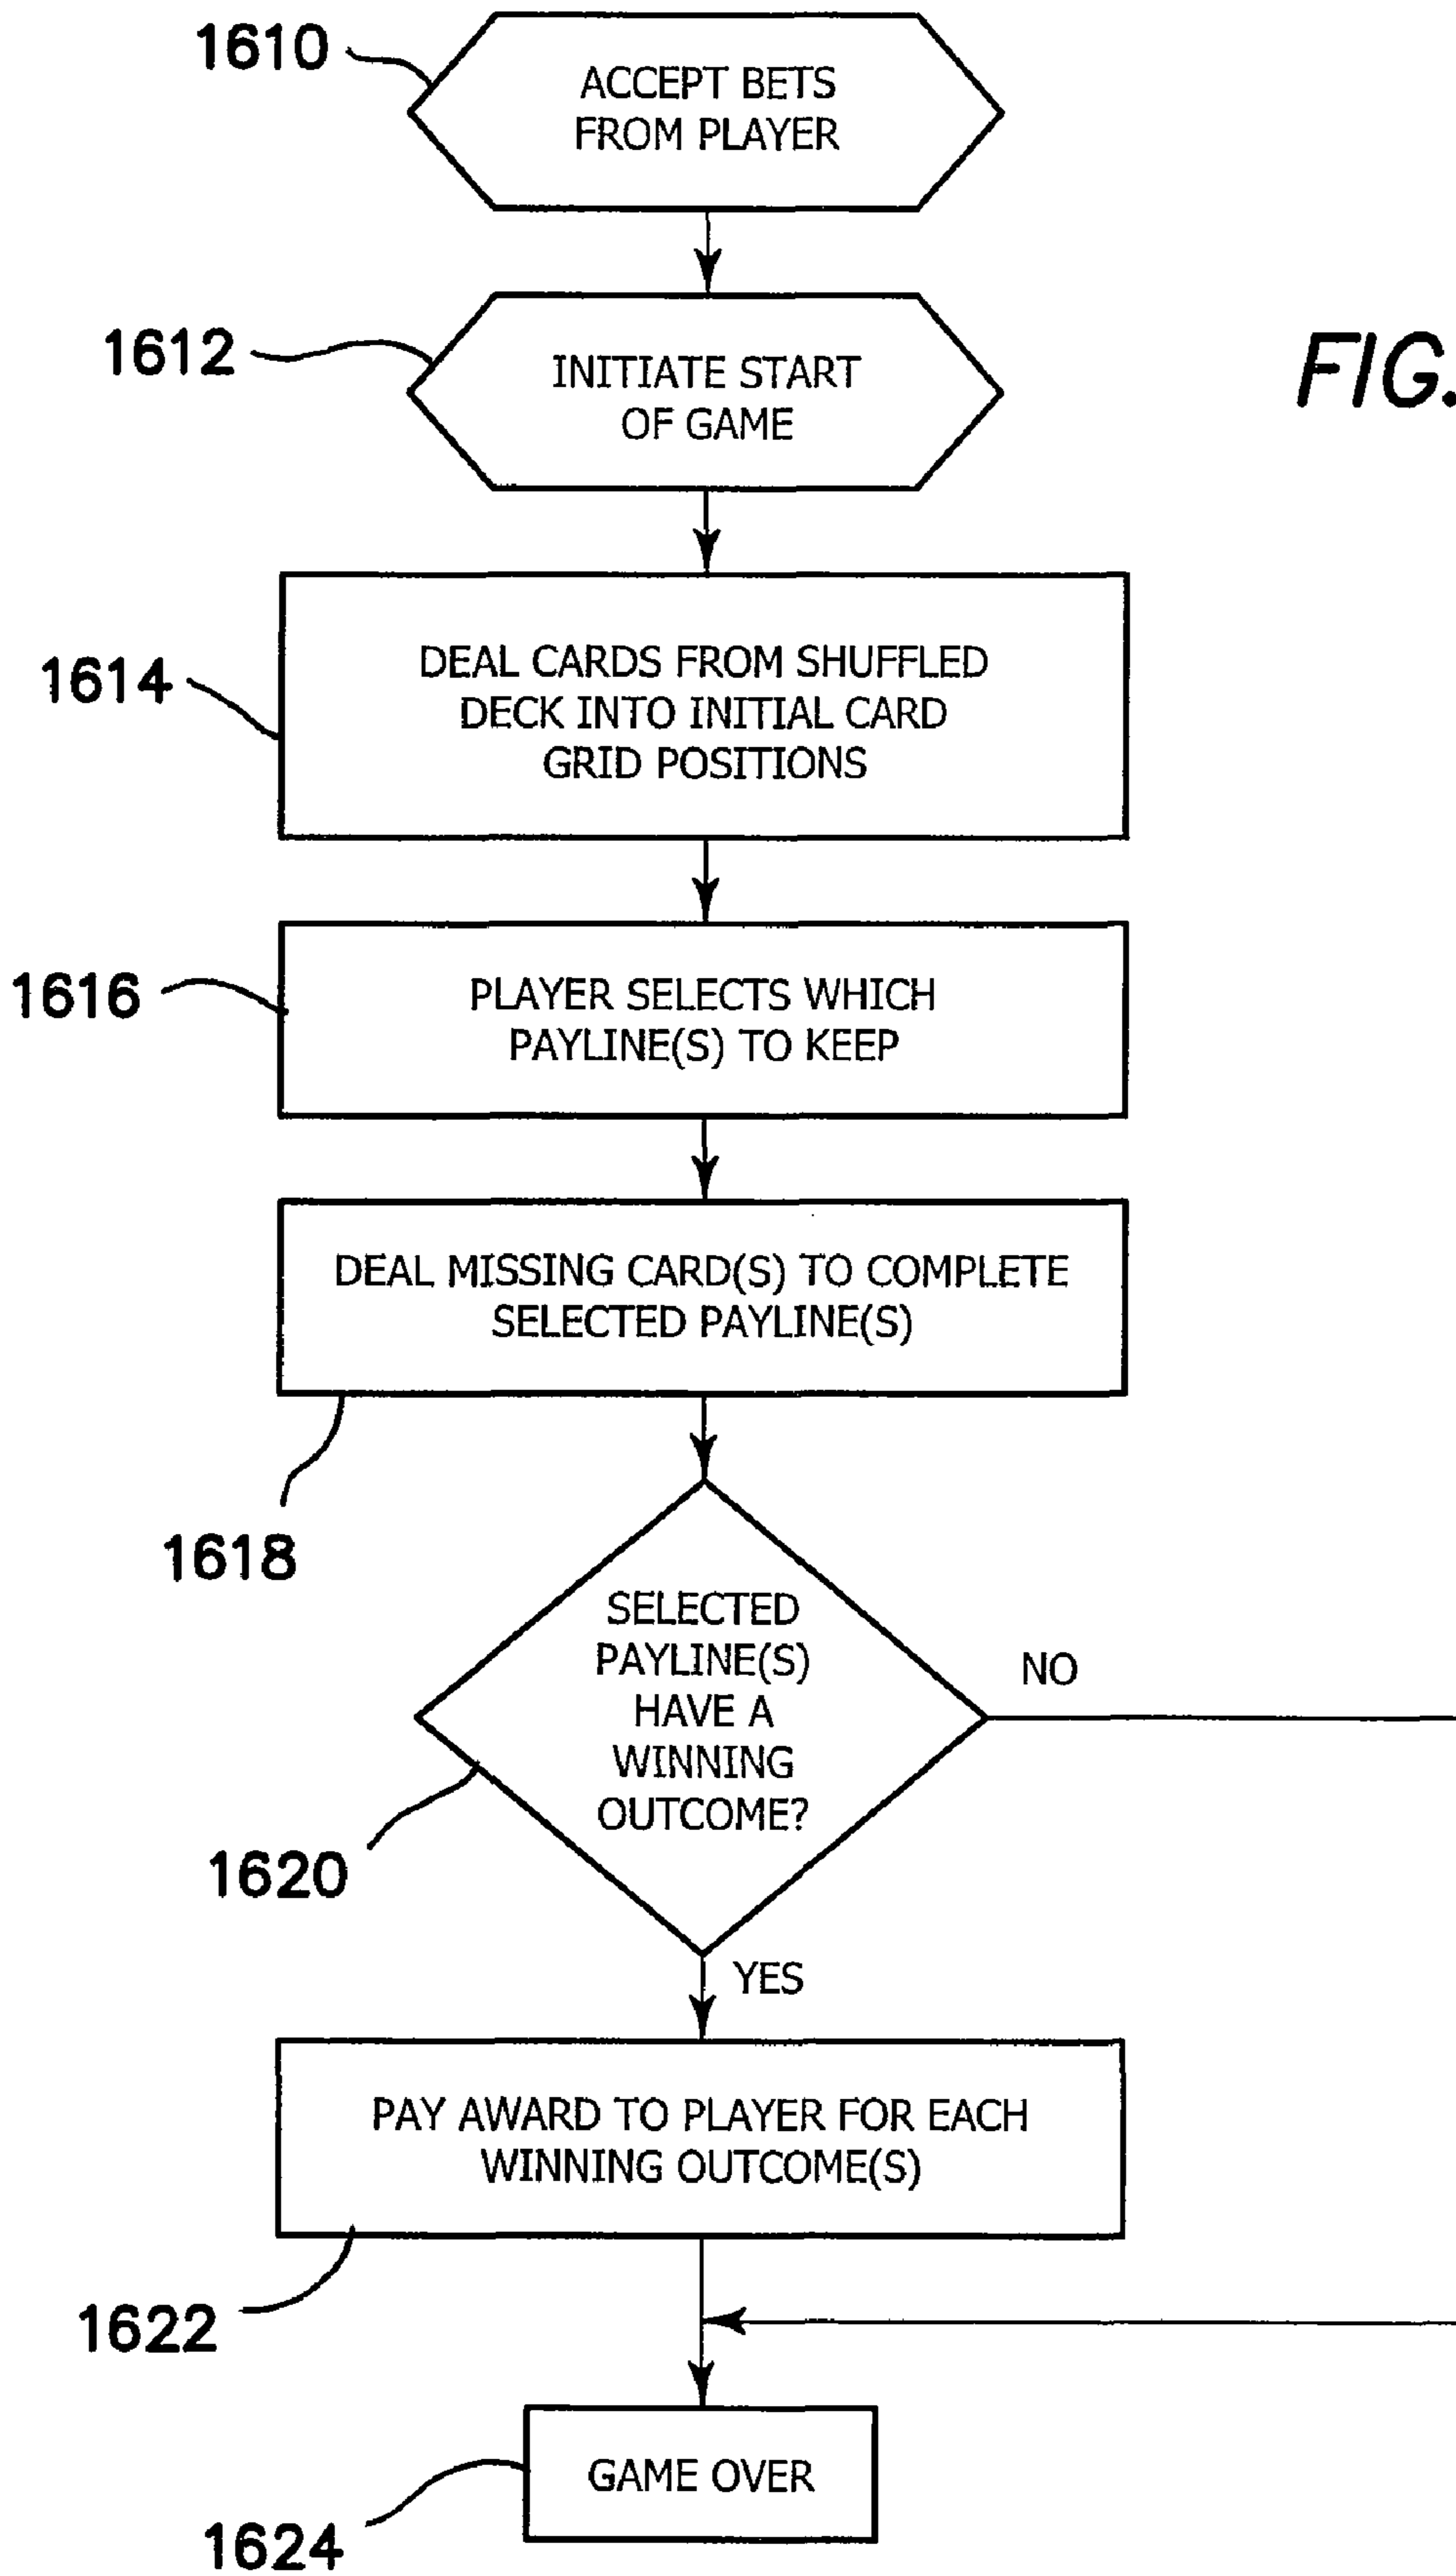 1610
ACCEPT BETS
FROM PLAYER
1612
INITIATE START
OF GAME
FIG.
1614
DEAL CARDS FROM SHUFFLED
DECK INTO INITIAL CARD
GRID POSITIONS
1616
PLAYER SELECTS WHICH
PAYLINE(S) TO KEEP
DEAL MISSING CARD(S) TO COMPLETE
SELECTED PAYLINE(S)
1618
SELECTED
PAYLINE(S)
HAVE A
WINNING
OUTCOME?
NO
1620
YES
PAY AWARD TO PLAYER FOR EACH
WINNING OUTCOME(S)
1622
GAME OVER
1624